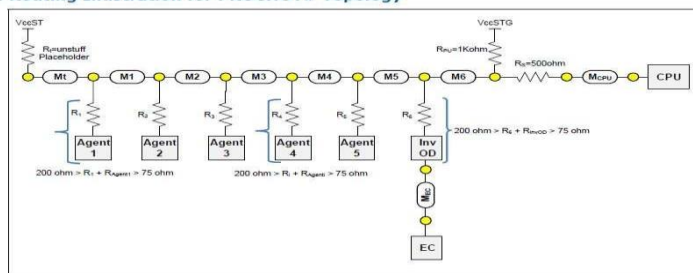 VccST
VccSTG
Rt=unstuff
Placeholder
RPU=1Kohm
RS=500ohm
Mt
M1
M2
M3
M4
M5
M6
MCPU
CPU
R1
R2
R3
R4
R5
R6
Agent
1
Agent
2
Agent
3
Agent
4
Agent
5
Inv
OD
200 ohm > R6 + RInvOD > 75 ohm
200 ohm > R1 + RAgent1 > 75 ohm
200 ohm > Ri + RAgenti > 75 ohm
MEC
EC